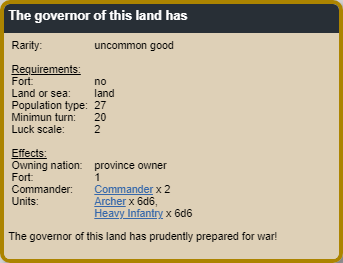 The governor of this land has
Rarity: uncommon good
Requirements:
Fort: no
Land or sea: land
Population type: 27
Minimun turn: 20
Luck scale: 2
Effects:
Owning nation: province owner
Fort: 1
Commander: Commander x 2
Units: Archer x 6d6,
Heavy Infantry x 6d6
The governor of this land has prudently prepared for war!